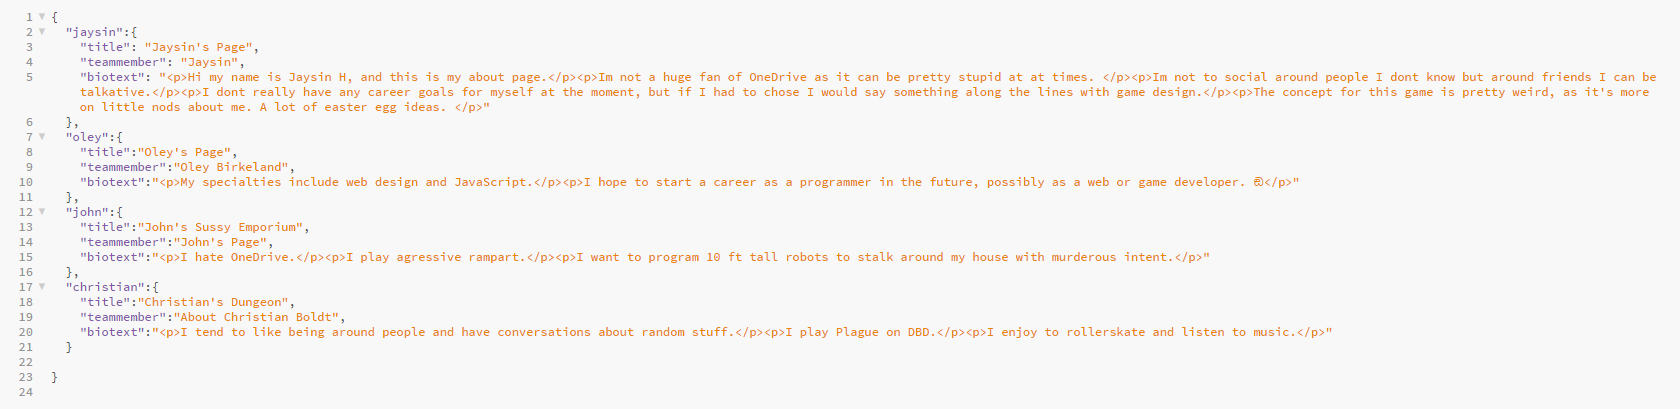 1 {
2 "jaysin":{
3 "title": "Jaysin's Page",
4 "teammember": "Jaysin",
5 "biotext": "<p>Hi my name is Jaysin H, and this is my about page.</p><p>Im not a huge fan of OneDrive as it can be pretty stupid at at times. </p><p>Im not to social around people I dont know but around friends I can be
talkative.</p><p>I dont really have any career goals for myself at the moment, but if I had to chose I would say something along the lines with game design.</p><p>The concept for this game is pretty weird, as it's more
on little nods about me. A lot of easter egg ideas. </p>"
6 },
7 "oley":{
8 "title":"Oley's Page",
9 "teammember":"Oley Birkeland",
10 "biotext":"<p>My specialties include web design and JavaScript.</p><p>I hope to start a career as a programmer in the future, possibly as a web or game developer. </p>"
11 },
12 "john":{
13 "title":"John's Sussy Emporium",
14 "teammember":"John's Page",
15 "biotext":"<p>I hate OneDrive.</p><p>I play agressive rampart.</p><p>I want to program 10 ft tall robots to stalk around my house with murderous intent.</p>"
16 },
17 "christian":{
18 "title":"Christian's Dungeon",
19 "teammember":"About Christian Boldt",
20 "biotext":"<p>I tend to like being around people and have conversations about random stuff.</p><p>I play Plague on DBD.</p><p>I enjoy to rollerskate and listen to music.</p>"
21 }
22
23 }
24